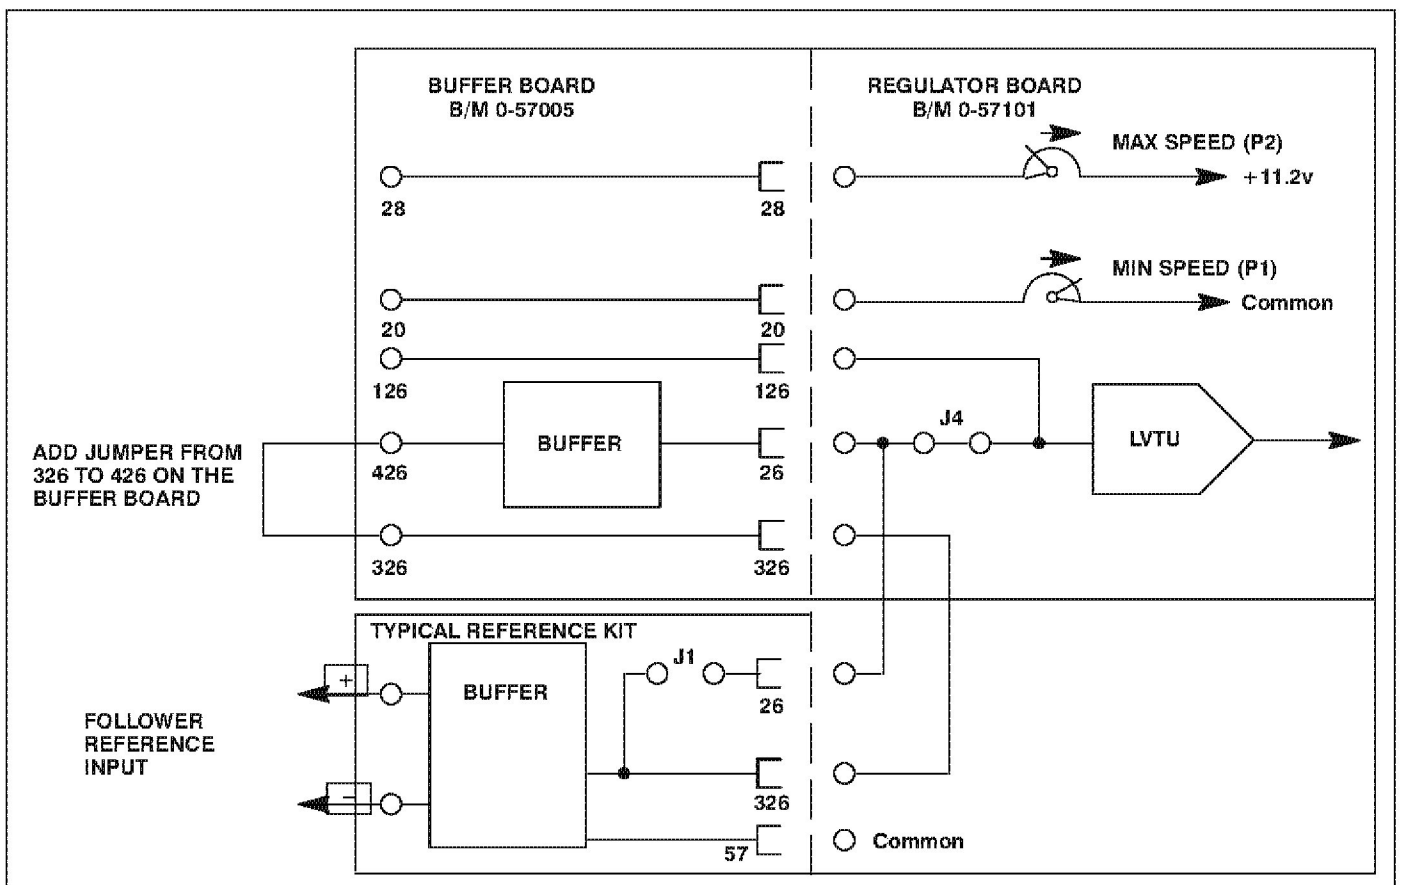 BUFFER BOARD
B/M 0-57005
REGULATOR BOARD
B/M 0-57101
MAX SPEED (P2)
+11.2v
28
28
MIN SPEED (P1)
Common
20
20
126
126
J4
ADD JUMPER FROM
326 TO 426 ON THE
BUFFER BOARD
BUFFER
LVTU
426
26
326
326
TYPICAL REFERENCE KIT
J1
+
BUFFER
26
FOLLOWER
REFERENCE
INPUT
−
326
57
Common